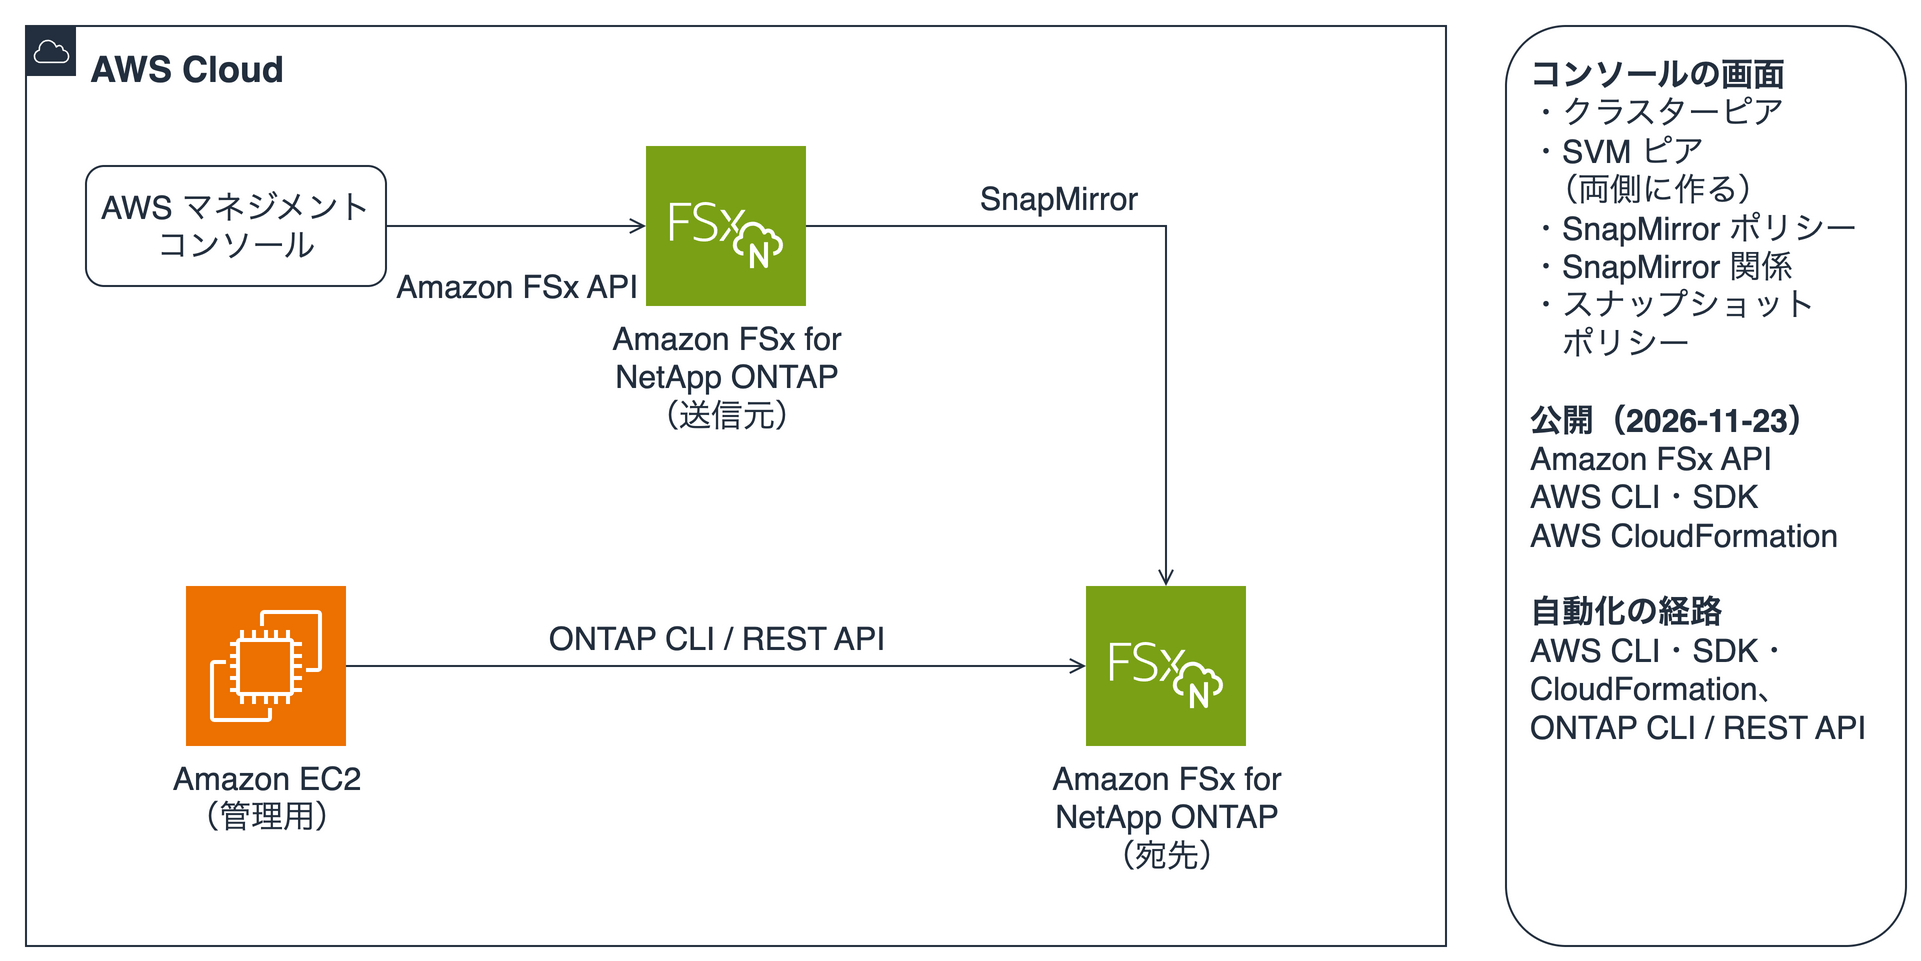 AWS Cloud
AWS マネジメント
コンソール
Amazon FSx API
FSx
N
SnapMirror
Amazon FSx for
NetApp ONTAP
（送信元）
ONTAP CLI / REST API
Amazon EC2
（管理用）
FSx
N
Amazon FSx for
NetApp ONTAP
（宛先）
コンソールの画面
・クラスターピア
・SVM ピア
（両側に作る）
・SnapMirror ポリシー
・SnapMirror 関係
・スナップショット
ポリシー
公開（2026-11-23）
Amazon FSx API
AWS CLI・SDK
AWS CloudFormation
自動化の経路
AWS CLI・SDK・
CloudFormation、
ONTAP CLI / REST API